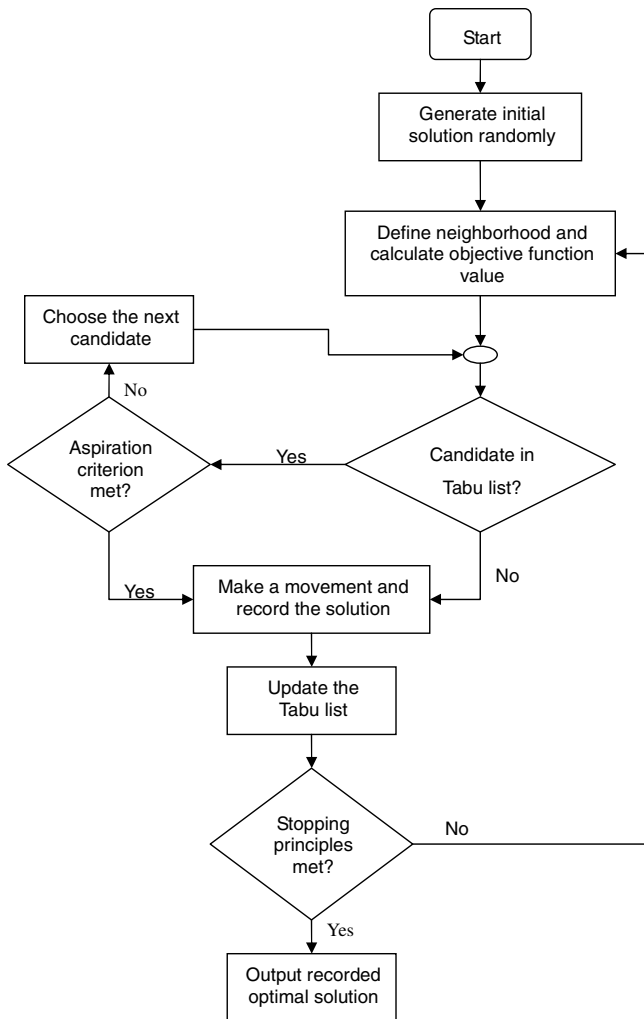 Start
Generate initial
solution randomly
Define neighborhood and
calculate objective function
value
Choose the next
candidate
No
Aspiration
criterion
met?
Yes
Candidate in
Tabu list?
Yes
No
Make a movement and
record the solution
Update the
Tabu list
Stopping
principles
met?
No
Yes
Output recorded
optimal solution